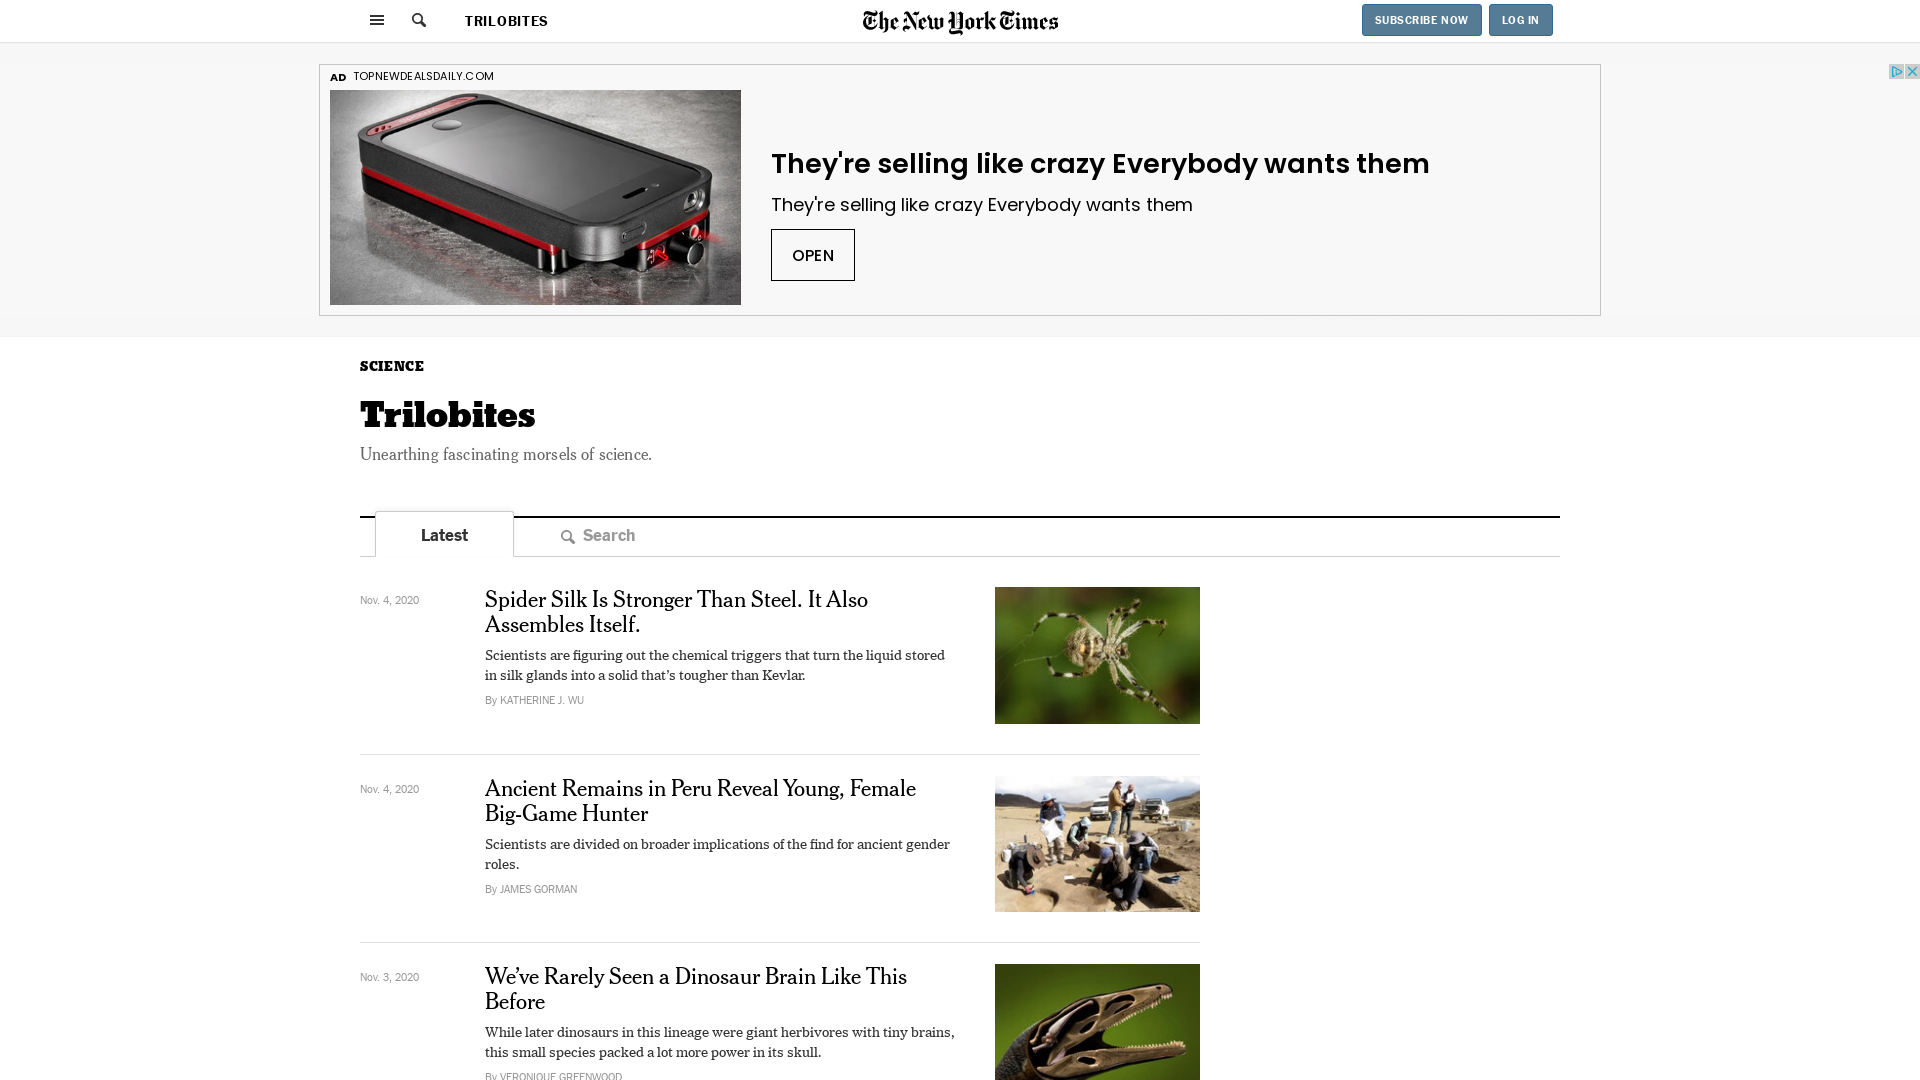 TRILOBITES
The New York Times
SUBSCRIBE NOW
LOG IN
AD TOPNEWDEALSDAILY.COM
They're selling like crazy Everybody wants them
They're selling like crazy Everybody wants them
OPEN
SCIENCE
Trilobites
Unearthing fascinating morsels of science.
Latest
Search
Nov. 4, 2020
Spider Silk Is Stronger Than Steel. It Also
Assembles Itself.
Scientists are figuring out the chemical triggers that turn the liquid stored
in silk glands into a solid that’s tougher than Kevlar.
By KATHERINE J. WU
Nov. 4, 2020
Ancient Remains in Peru Reveal Young, Female
Big-Game Hunter
Scientists are divided on broader implications of the find for ancient gender
roles.
By JAMES GORMAN
Nov. 3, 2020
We’ve Rarely Seen a Dinosaur Brain Like This
Before
While later dinosaurs in this lineage were giant herbivores with tiny brains,
this small species packed a lot more power in its skull.
By VERONIQUE GREENWOOD